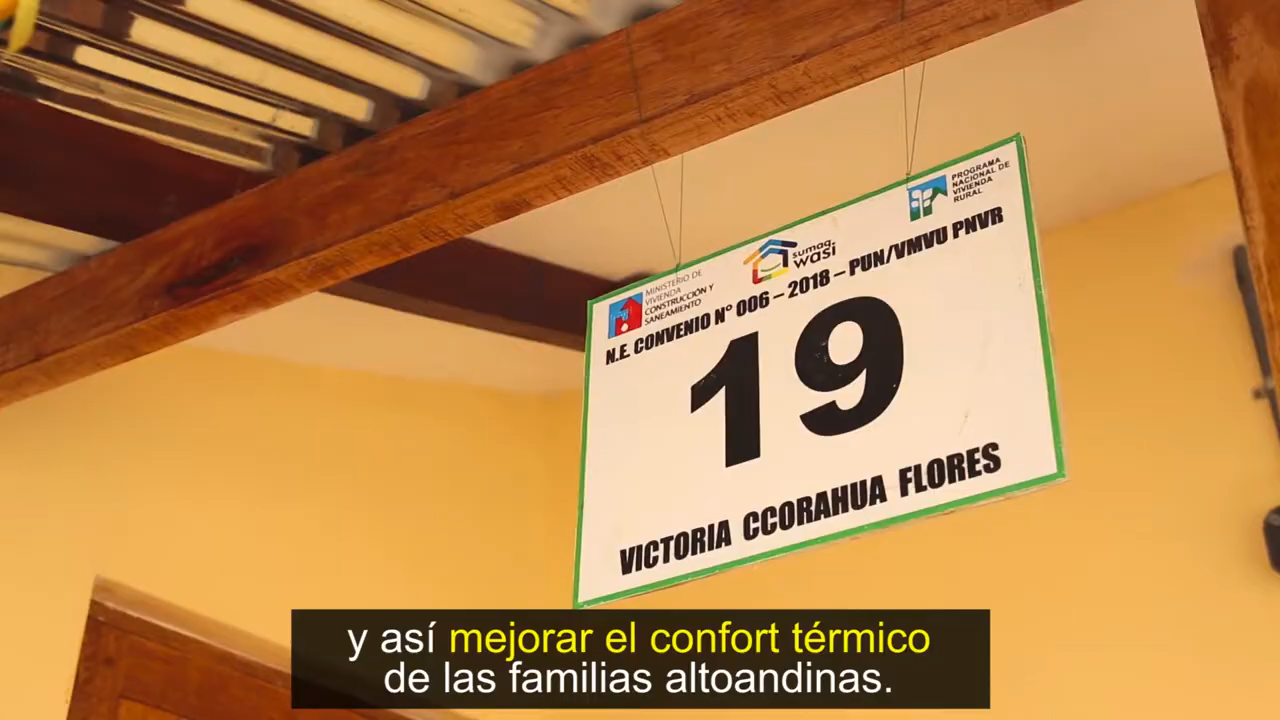 MINISTERIO DE
VIVIENDA
CONSTRUCCIÓN Y
SANEAMIENTO
sumaq
wasi
PROGRAMA
NACIONAL DE
VIVIENDA
RURAL
N.E. CONVENIO N° 006 – 2018 – PUN/VMVU PNVR
19
VICTORIA CCORAHUA FLORES
y así mejorar el confort térmico
de las familias altoandinas.